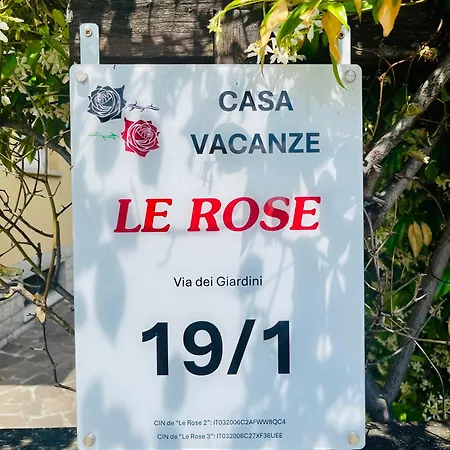 CASA
VACANZE
LE ROSE
Via dei Giardini
19/1
CIN de "Le Rose 2": IT032006C2AFWW8QC4
CIN de "Le Rose 3": IT032006C27XF36UEE